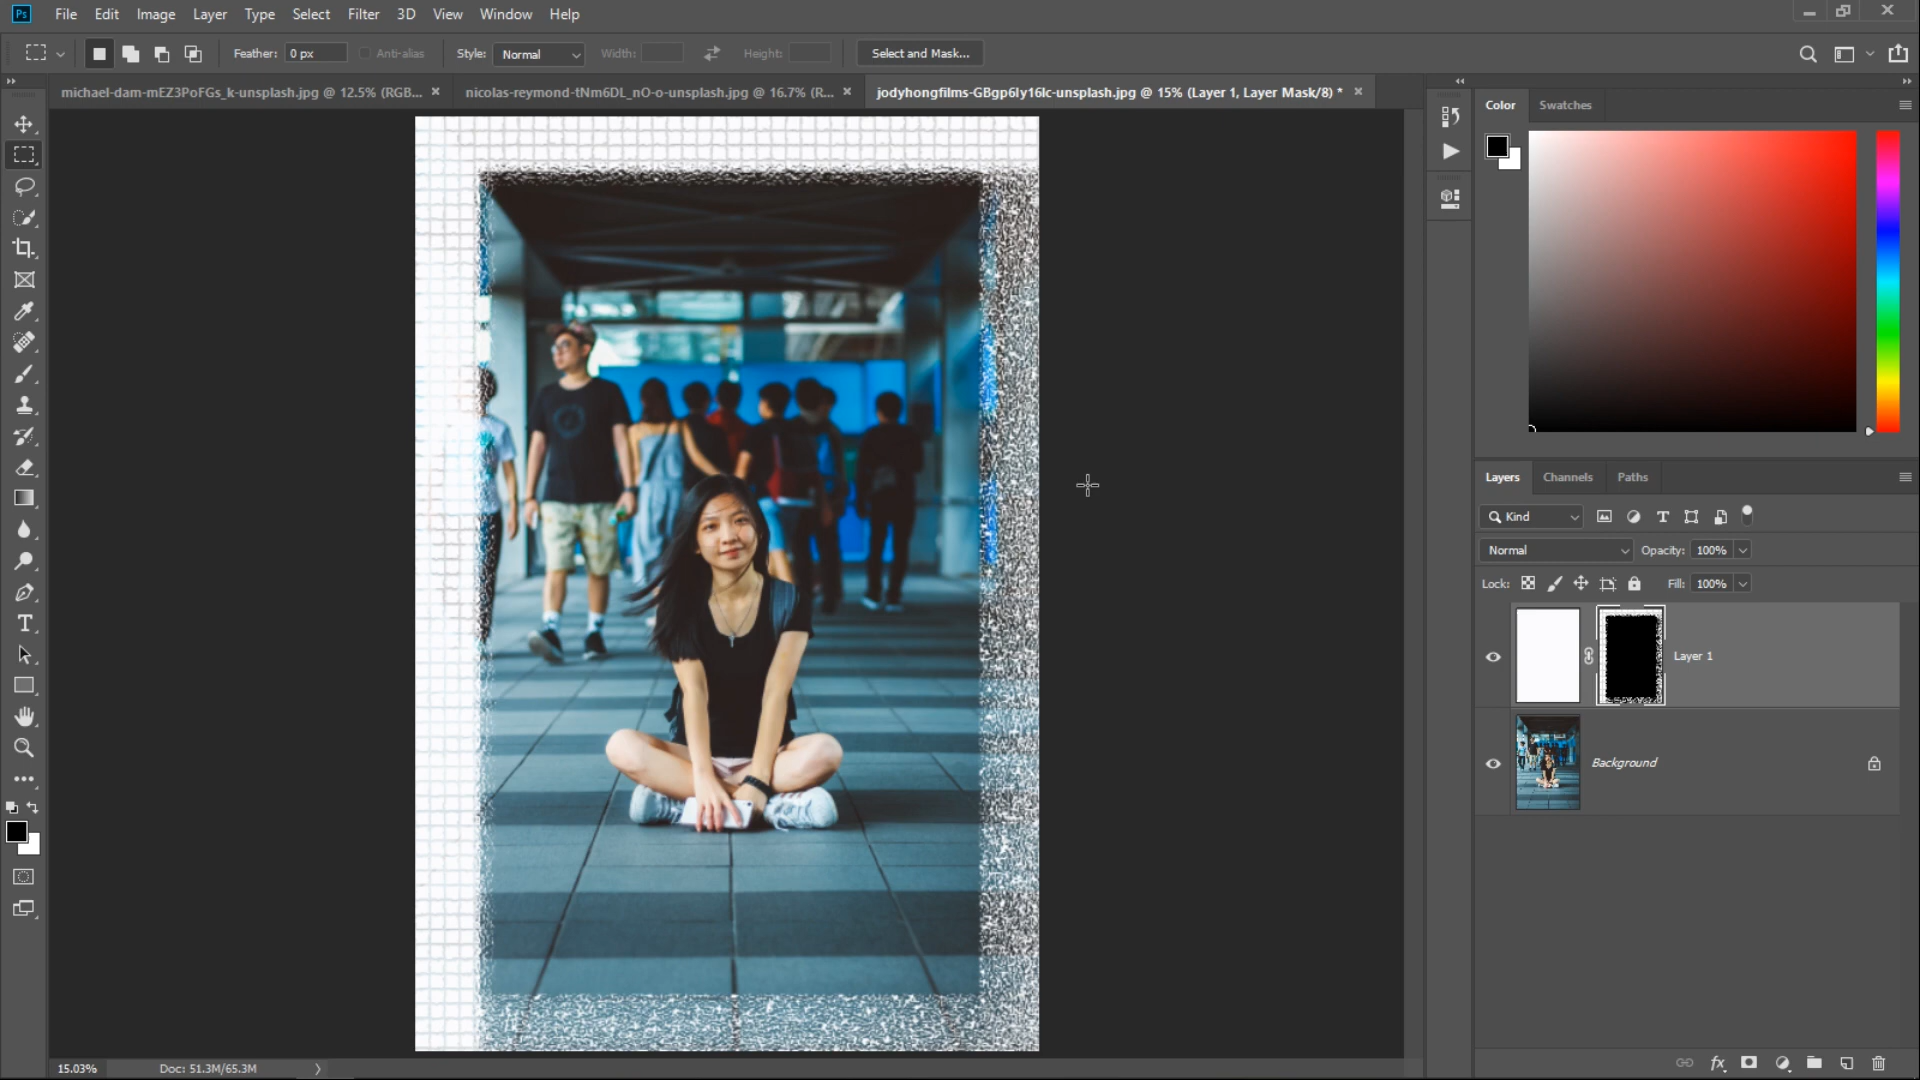 Ps File Edit Image Layer Type Select Filter 3D View Window Help
Feather: 0 px Anti-alias Style: Normal Width: Height: Select and Mask...
michael-dam-mEZ3PoFGs_k-unsplash.jpg @ 12.5% (RGB... × nicolas-reymond-tNm6DL_nO-o-unsplash.jpg @ 16.7% (R... × jodyhongfilms-GBgp6Iy16lc-unsplash.jpg @ 15% (Layer 1, Layer Mask/8) * ×
Color Swatches
Layers Channels Paths
Kind
Normal Opacity: 100%
Lock: Fill: 100%
Layer 1
Background
15.03% Doc: 51.3M/65.3M